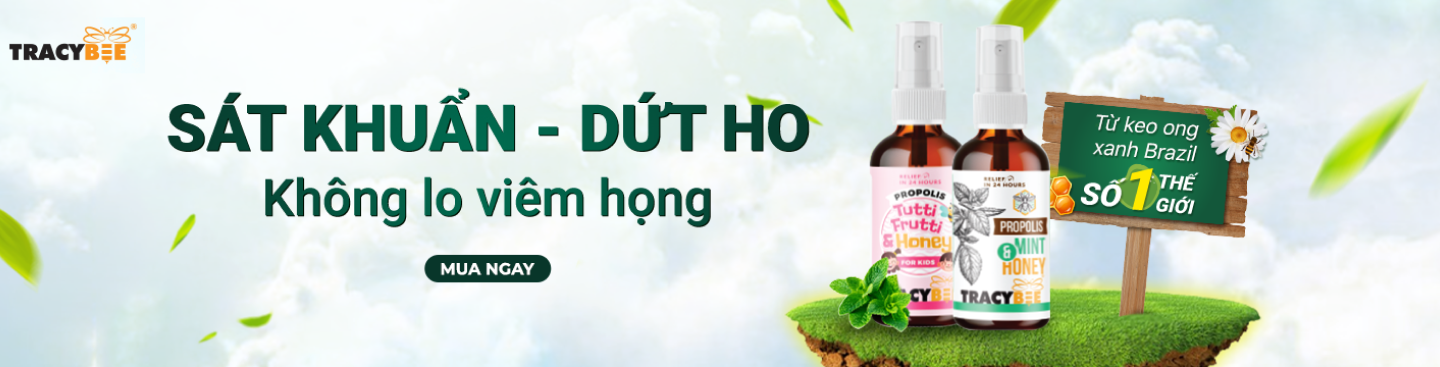 TRACYBEE®
SÁT KHUẨN - DỨT HO
Không lo viêm họng
MUA NGAY
RELIEF
IN 24 HOURS
PROPOLIS
Tutti
Frutti
& Honey
FOR KIDS
CYBEE
RELIEF
IN 24 HOURS
PROPOLIS
& MINT
HONEY
TRACYBEE
Từ keo ong
xanh Brazil
SỐ 1 THẾ
GIỚI